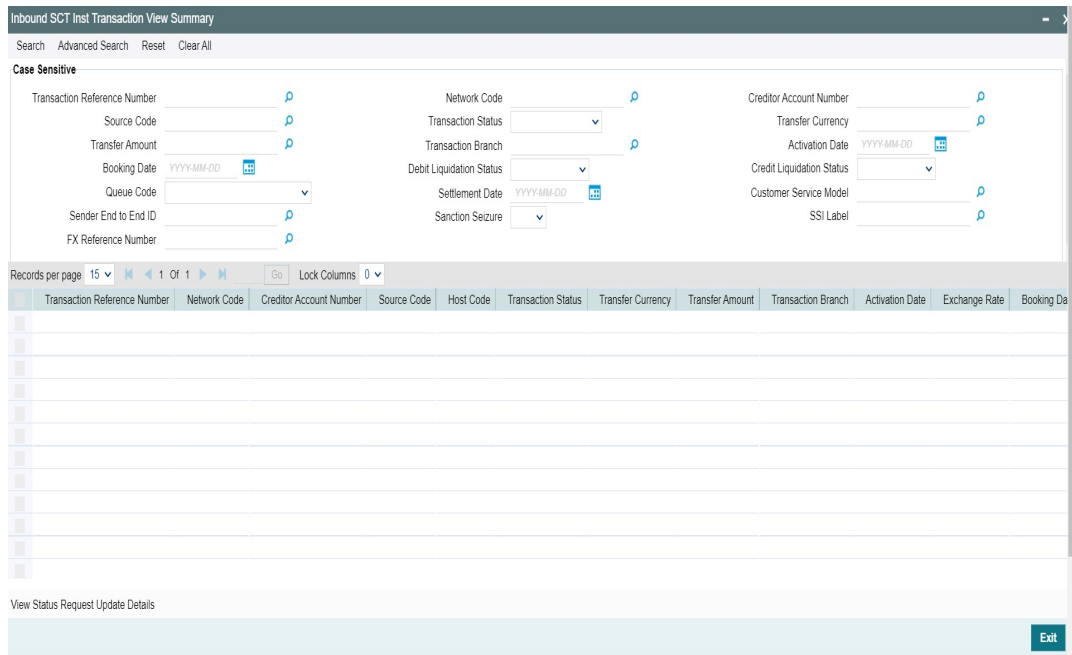 Inbound SCT Inst Transaction View Summary
Search Advanced Search Reset Clear All
Case Sensitive
Transaction Reference Number Network Code Creditor Account Number
Source Code Transaction Status Transfer Currency
Transfer Amount Transaction Branch Activation Date YYYY-MM-DD
Booking Date YYYY-MM-DD Debit Liquidation Status Credit Liquidation Status
Queue Code Settlement Date YYYY-MM-DD Customer Service Model
Sender End to End ID Sanction Seizure SSI Label
FX Reference Number
Records per page 15 1 Of 1 Go Lock Columns 0
Transaction Reference Number Network Code Creditor Account Number Source Code Host Code Transaction Status Transfer Currency Transfer Amount Transaction Branch Activation Date Exchange Rate Booking Da
View Status Request Update Details
Exit